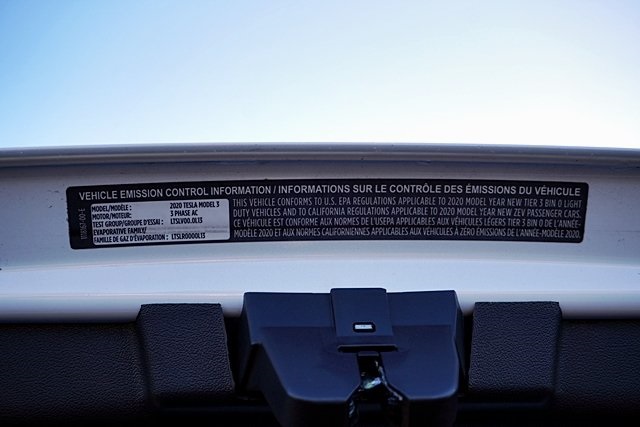 VEHICLE EMISSION CONTROL INFORMATION / INFORMATIONS SUR LE CONTRÔLE DES ÉMISSIONS DU VÉHICULE
MODEL/MODÈLE: 2020 TESLA MODEL 3
MOTOR/MOTEUR: 3 PHASE AC
TEST GROUP/GROUPE D'ESSAI: LTSLV00.0L13
EVAPORATIVE FAMILY/
FAMILLE DE GAZ D'ÉVAPORATION: LTSLR0000L13
THIS VEHICLE CONFORMS TO U.S. EPA REGULATIONS APPLICABLE TO 2020 MODEL YEAR NEW TIER 3 BIN 0 LIGHT
DUTY VEHICLES AND TO CALIFORNIA REGULATIONS APPLICABLE TO 2020 MODEL YEAR NEW ZEV PASSENGER CARS.
CE VÉHICULE EST CONFORME AUX NORMES DE L'USEPA VÉHICULES LÉGERS TIER 3 BIN 0 DE L'ANNÉE-
MODÈLE 2020 ET AUX NORMES CALIFORNIENNES APPLICABLES AUX VÉHICULES À ZÉRO ÉMISSIONS DE L'ANNÉE-MODÈLE 2020.